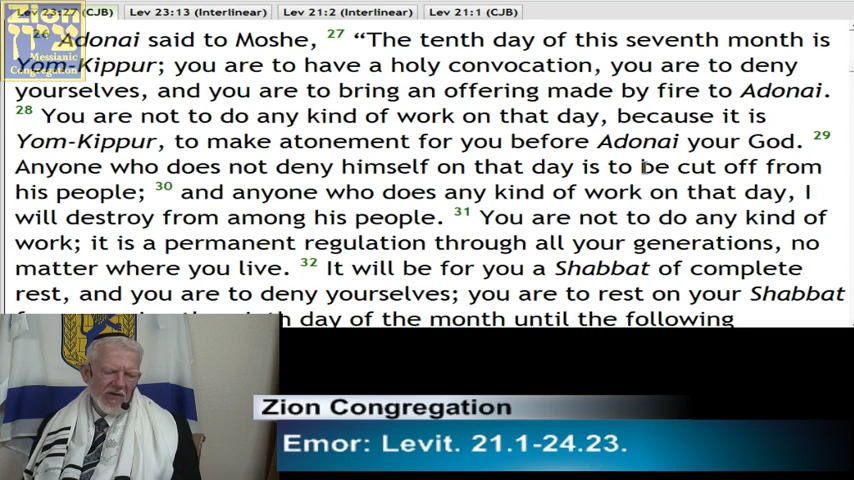 Lev 23:27 (CJB) Lev 23:13 (Interlinear) Lev 21:2 (Interlinear) Lev 21:1 (CJB)
Zion
Messianic
Congregation
26 Adonai said to Moshe, 27 “The tenth day of this seventh month is
Yom-Kippur; you are to have a holy convocation, you are to deny
yourselves, and you are to bring an offering made by fire to Adonai.
28 You are not to do any kind of work on that day, because it is
Yom-Kippur, to make atonement for you before Adonai your God. 29
Anyone who does not deny himself on that day is to be cut off from
his people; 30 and anyone who does any kind of work on that day, I
will destroy from among his people. 31 You are not to do any kind of
work; it is a permanent regulation through all your generations, no
matter where you live. 32 It will be for you a Shabbat of complete
rest, and you are to deny yourselves; you are to rest on your Shabbat
day of the month until the following
Zion Congregation
Emor: Levit. 21.1-24.23.